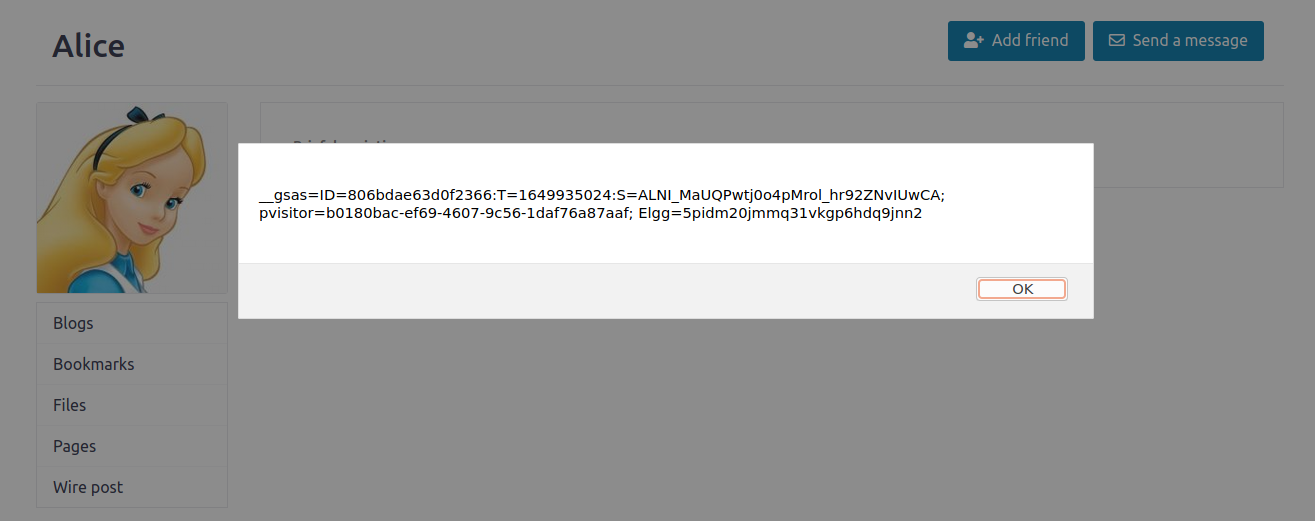 Alice
Add friend
Send a message
__gsas=ID=806bdae63d0f2366:T=1649935024:S=ALNI_MaUQPwtj0o4pMrol_hr92ZNvIUwCA;
pvisitor=b0180bac-ef69-4607-9c56-1daf76a87aaf; Elgg=5pidm20jmmq31vkgp6hdq9jnn2
OK
Blogs
Bookmarks
Files
Pages
Wire post